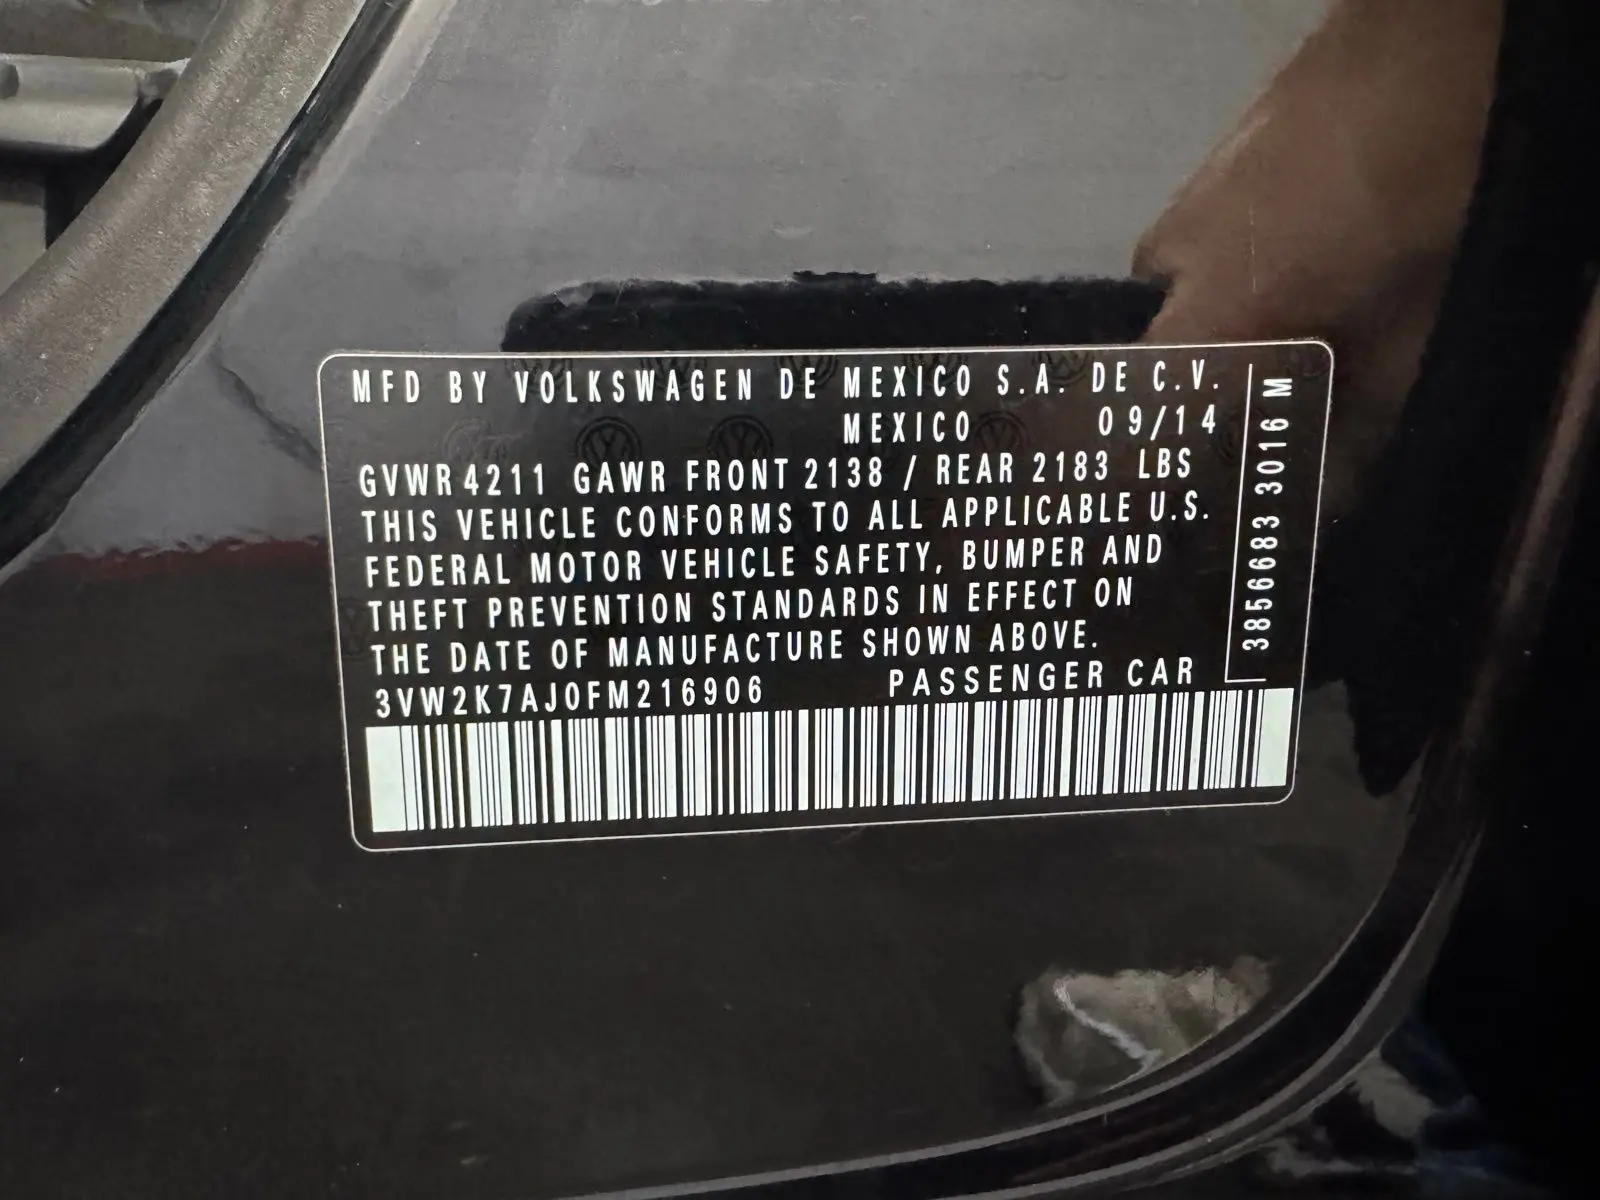 MFD BY VOLKSWAGEN DE MEXICO S.A. DE C.V.
MEXICO 09/14
GVWR 4211 GAWR FRONT 2138 / REAR 2183 LBS
THIS VEHICLE CONFORMS TO ALL APPLICABLE U.S.
FEDERAL MOTOR VEHICLE SAFETY, BUMPER AND
THEFT PREVENTION STANDARDS IN EFFECT ON
THE DATE OF MANUFACTURE SHOWN ABOVE.
3VW2K7AJ0FM216906 PASSENGER CAR
3856683 3016 M